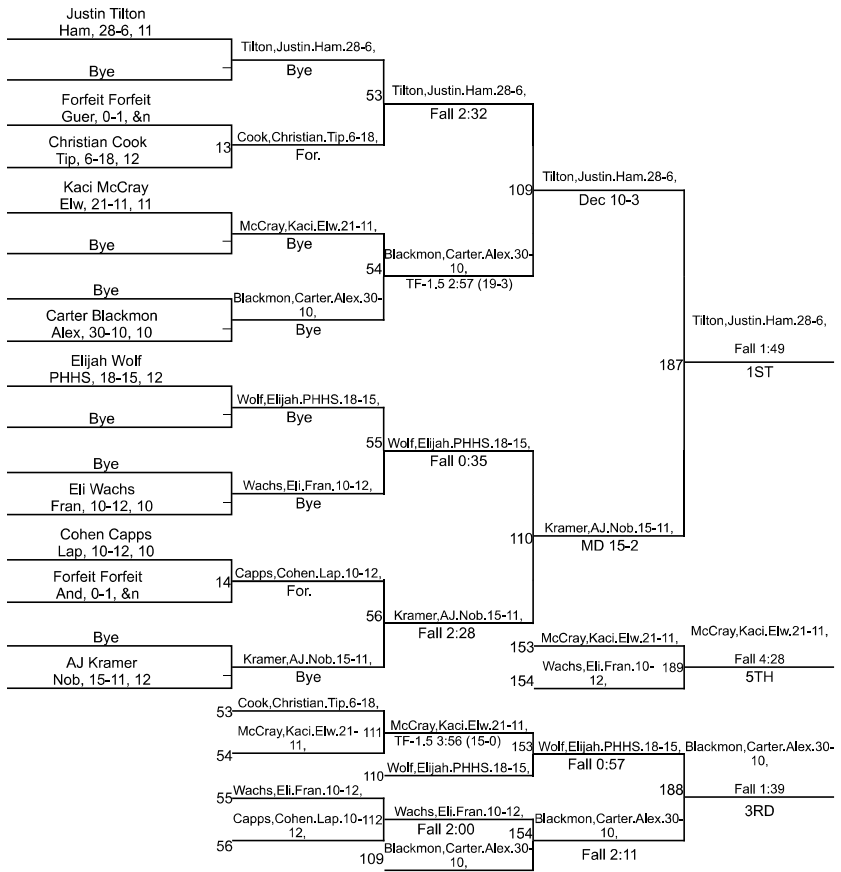 Justin Tilton
Ham, 28-6, 11
Bye
Tilton,Justin.Ham.28-6,
Bye
Forfeit Forfeit
Guer, 0-1, &n
Christian Cook
Tip, 6-18, 12
13
Cook,Christian.Tip.6-18,
For.
53
Tilton,Justin.Ham.28-6,
Fall 2:32
Kaci McCray
Elw, 21-11, 11
Bye
McCray,Kaci.Elw.21-11,
Bye
Bye
Carter Blackmon
Alex, 30-10, 10
Blackmon,Carter.Alex.30-
10,
Bye
54
Blackmon,Carter.Alex.30-
10,
TF-1.5 2:57 (19-3)
109
Tilton,Justin.Ham.28-6,
Dec 10-3
Elijah Wolf
PHHS, 18-15, 12
Bye
Wolf,Elijah.PHHS.18-15,
Bye
Bye
Eli Wachs
Fran, 10-12, 10
Wachs,Eli.Fran.10-12,
Bye
55
Wolf,Elijah.PHHS.18-15,
Fall 0:35
Cohen Capps
Lap, 10-12, 10
Forfeit Forfeit
And, 0-1, &n
14
Capps,Cohen.Lap.10-12,
For.
Bye
AJ Kramer
Nob, 15-11, 12
Kramer,AJ.Nob.15-11,
Bye
56
Kramer,AJ.Nob.15-11,
Fall 2:28
110
Kramer,AJ.Nob.15-11,
MD 15-2
187
Tilton,Justin.Ham.28-6,
Fall 1:49
1ST
153
McCray,Kaci.Elw.21-11,
154
Wachs,Eli.Fran.10-
12,
189
McCray,Kaci.Elw.21-11,
Fall 4:28
5TH
53
Cook,Christian.Tip.6-18,
54
McCray,Kaci.Elw.21-
11,
111
McCray,Kaci.Elw.21-11,
TF-1.5 3:56 (15-0)
110
Wolf,Elijah.PHHS.18-15,
153
Wolf,Elijah.PHHS.18-15,
Fall 0:57
55
Wachs,Eli.Fran.10-12,
56
Capps,Cohen.Lap.10-
12,
112
Wachs,Eli.Fran.10-12,
Fall 2:00
109
Blackmon,Carter.Alex.30-
10,
154
Blackmon,Carter.Alex.30-
10,
Fall 2:11
188
Blackmon,Carter.Alex.30-
10,
Fall 1:39
3RD